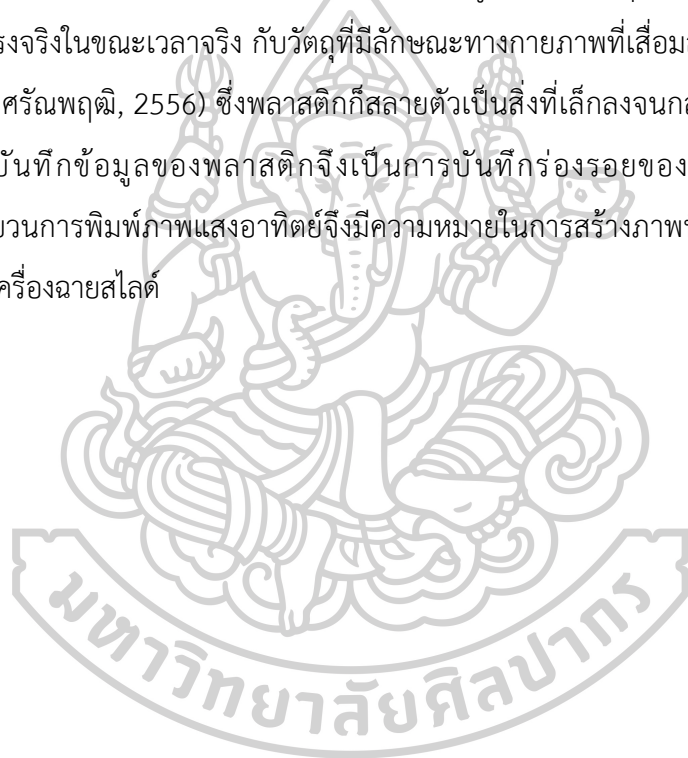 รงจริงในขณะเวลาจริง กับวัตถุที่มีลักษณะทางกายภาพที่เสื่อม
ศรัณพฤฒิ, 2556) ซึ่งพลาสติกก็สลายตัวเป็นสิ่งที่เล็กลงจน
บันทึกข้อมูลของพลาสติกจึงเป็นการบันทึกร่องรอยของ
วนการพิมพ์ภาพแสงอาทิตย์จึงมีความหมายในการสร้างภาพ
ครื่องฉายสไลด์
มหาวิทยาลัยศิลปากร